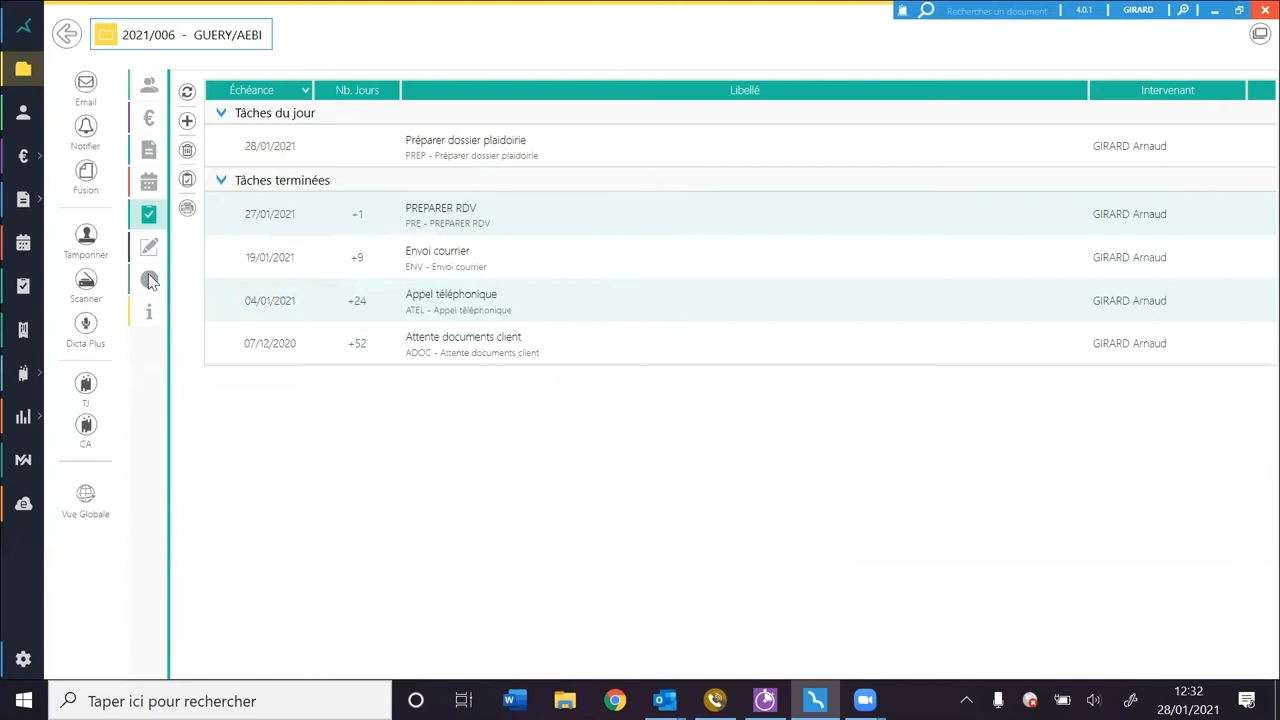 Rechercher un document
4.0.1
GIRARD
2021/006 - GUERY/AEBI
Email
Notifier
Fusion
Tamponner
Scanner
Dicta Plus
TJ
CA
Vue Globale
Échéance
Nb. Jours
Libellé
Intervenant
Tâches du jour
28/01/2021
Préparer dossier plaidoirie
PREP - Préparer dossier plaidoirie
GIRARD Arnaud
Tâches terminées
27/01/2021
+1
PREPARER RDV
PRE - PREPARER RDV
GIRARD Arnaud
19/01/2021
+9
Envoi courrier
ENV - Envoi courrier
GIRARD Arnaud
04/01/2021
+24
Appel téléphonique
ATEL - Appel téléphonique
GIRARD Arnaud
07/12/2020
+52
Attente documents client
ADOC - Attente documents client
GIRARD Arnaud
Taper ici pour rechercher
12:32
28/01/2021